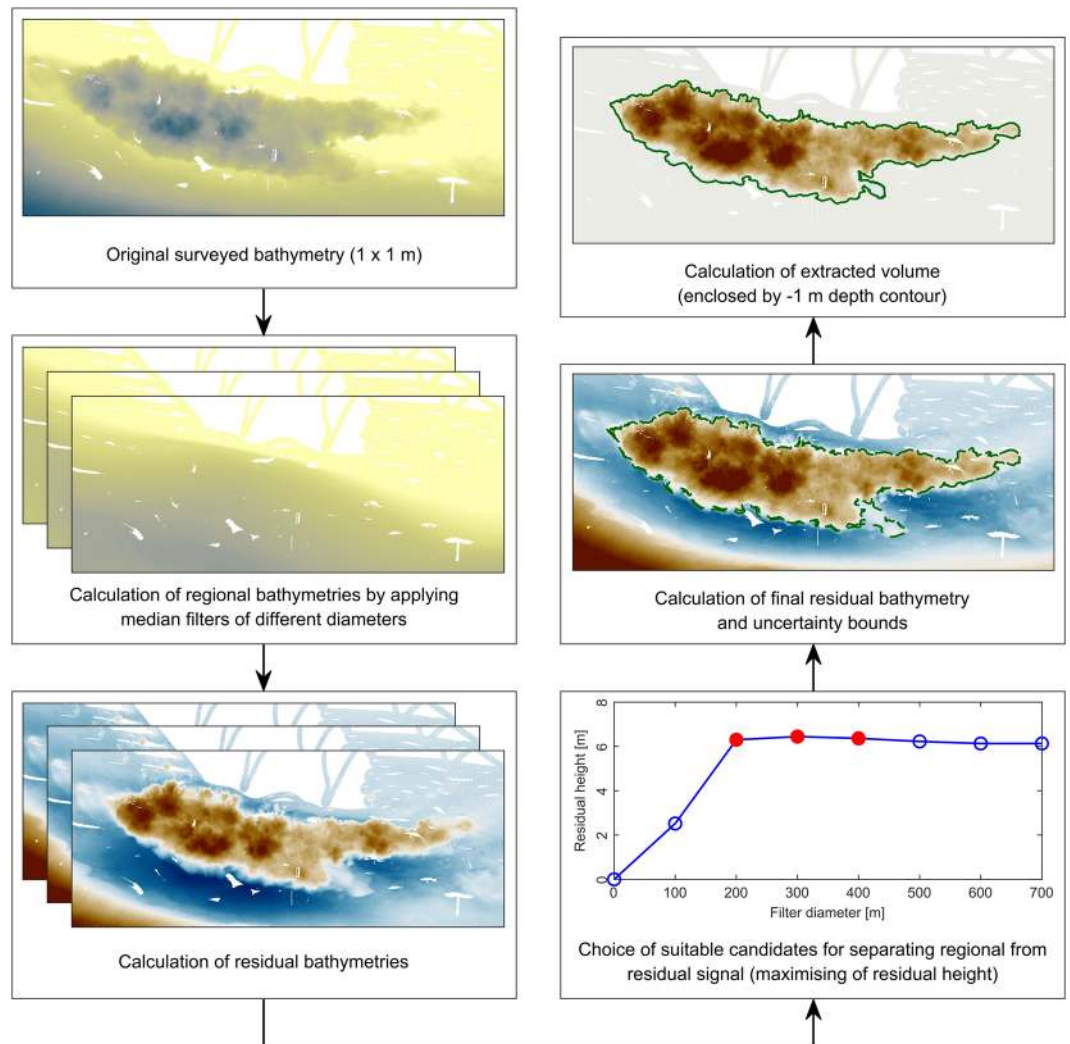 Original surveyed bathymetry (1 x 1 m)
Calculation of regional bathymetries by applying
median filters of different diameters
Calculation of residual bathymetries
Residual height [m]
8
6
4
2
0
0 100 200 300 400 500 600 700
Filter diameter [m]
Choice of suitable candidates for separating regional from
residual signal (maximising of residual height)
Calculation of final residual bathymetry
and uncertainty bounds
Calculation of extracted volume
(enclosed by -1 m depth contour)